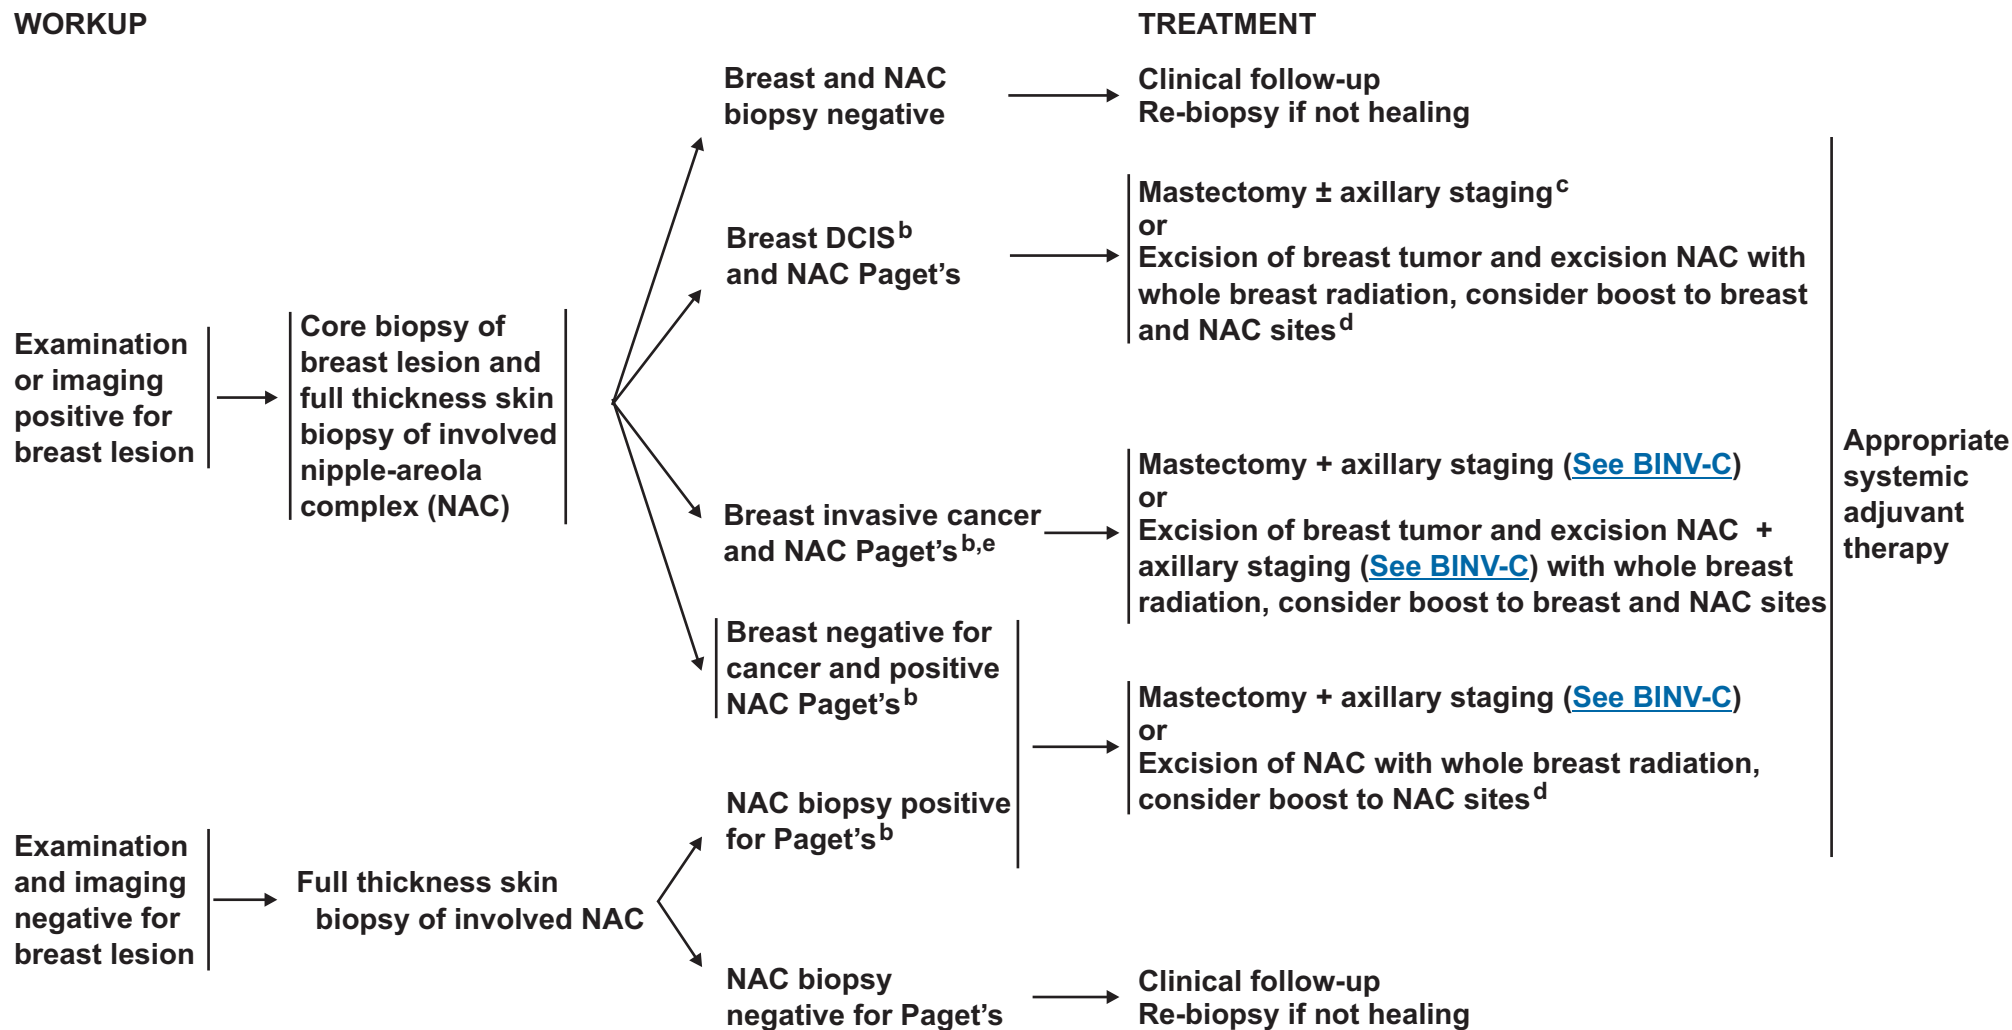 WORKUP
TREATMENT
Examination
or imaging
positive for
breast lesion
Core biopsy of
breast lesion and
full thickness skin
biopsy of involved
nipple-areola
complex (NAC)
Breast and NAC
biopsy negative
Clinical follow-up
Re-biopsy if not healing
Breast DCISb
and NAC Paget’s
Mastectomy ± axillary stagingc
or
Excision of breast tumor and excision NAC with
whole breast radiation, consider boost to breast
and NAC sitesd
Breast invasive cancer
and NAC Paget’sb,e
Mastectomy + axillary staging (See BINV-C)
or
Excision of breast tumor and excision NAC +
axillary staging (See BINV-C) with whole breast
radiation, consider boost to breast and NAC sites
Breast negative for
cancer and positive
NAC Paget’sb
Mastectomy + axillary staging (See BINV-C)
or
Excision of NAC with whole breast radiation,
consider boost to NAC sitesd
Appropriate
systemic
adjuvant
therapy
Examination
and imaging
negative for
breast lesion
Full thickness skin
biopsy of involved NAC
NAC biopsy positive
for Paget’sb
NAC biopsy
negative for Paget’s
Clinical follow-up
Re-biopsy if not healing